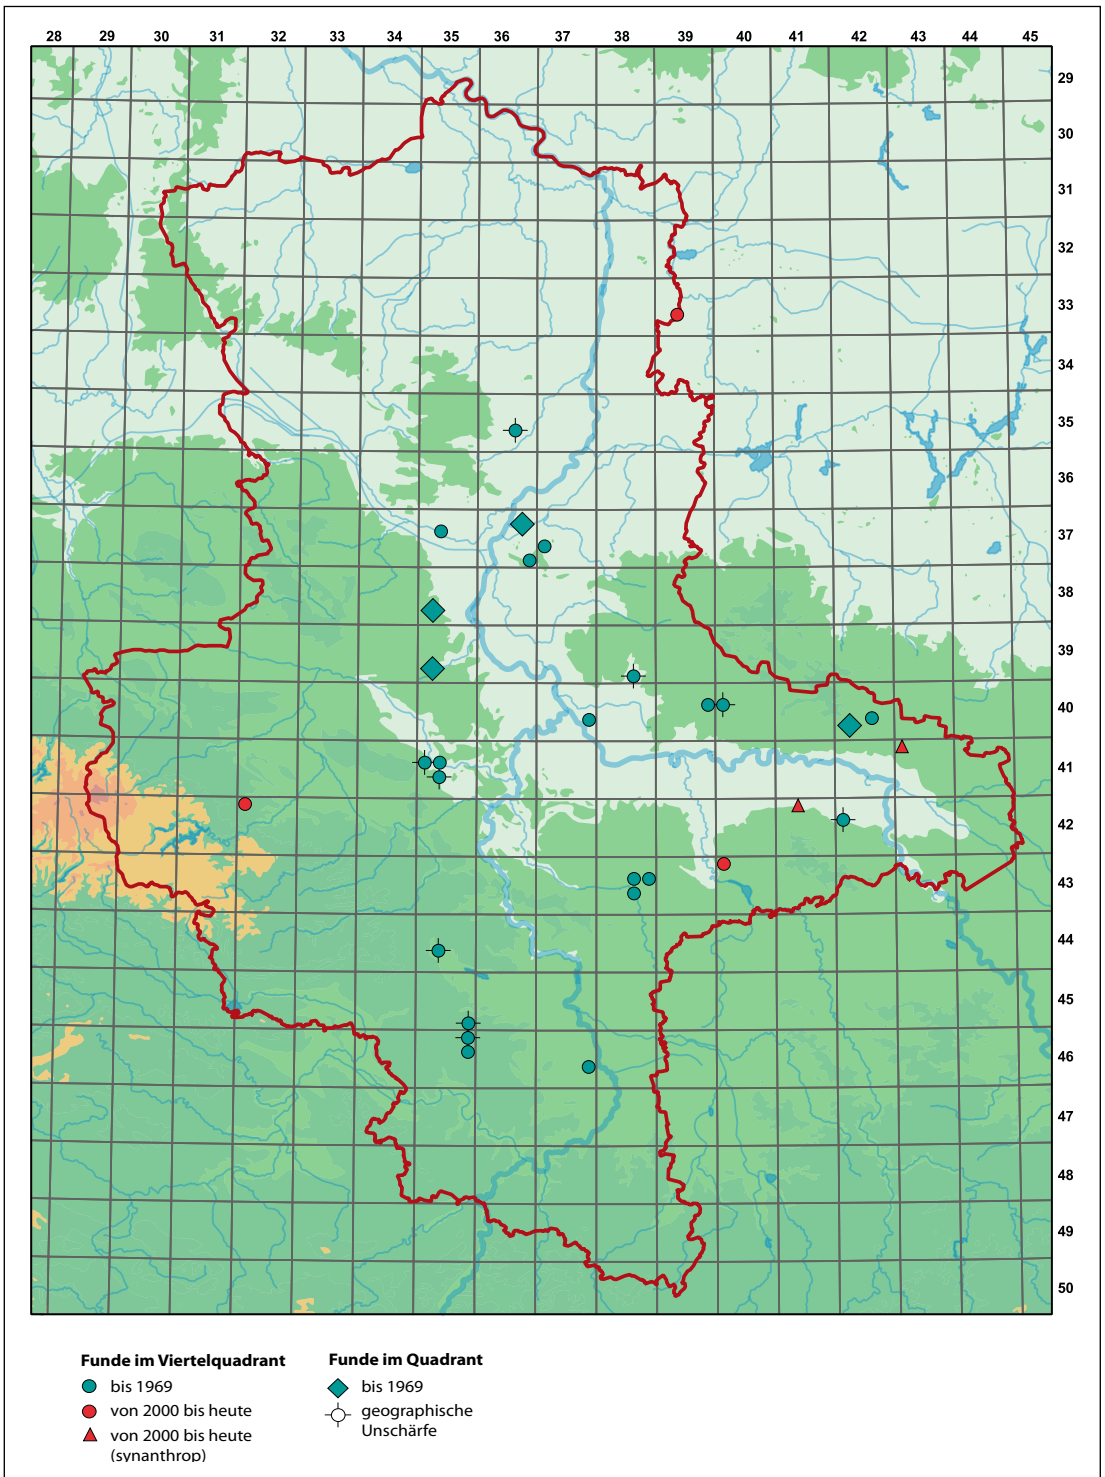 28 29 30 31 32 33 34 35 36 37 38 39 40 41 42 43 44 45
29
30
31
32
33
34
35
36
37
38
39
40
41
42
43
44
45
46
47
48
49
50
Funde im Viertelquadrant
bis 1969
von 2000 bis heute
von 2000 bis heute
(synanthrop)
Funde im Quadrant
bis 1969
geographische
Unschärfe